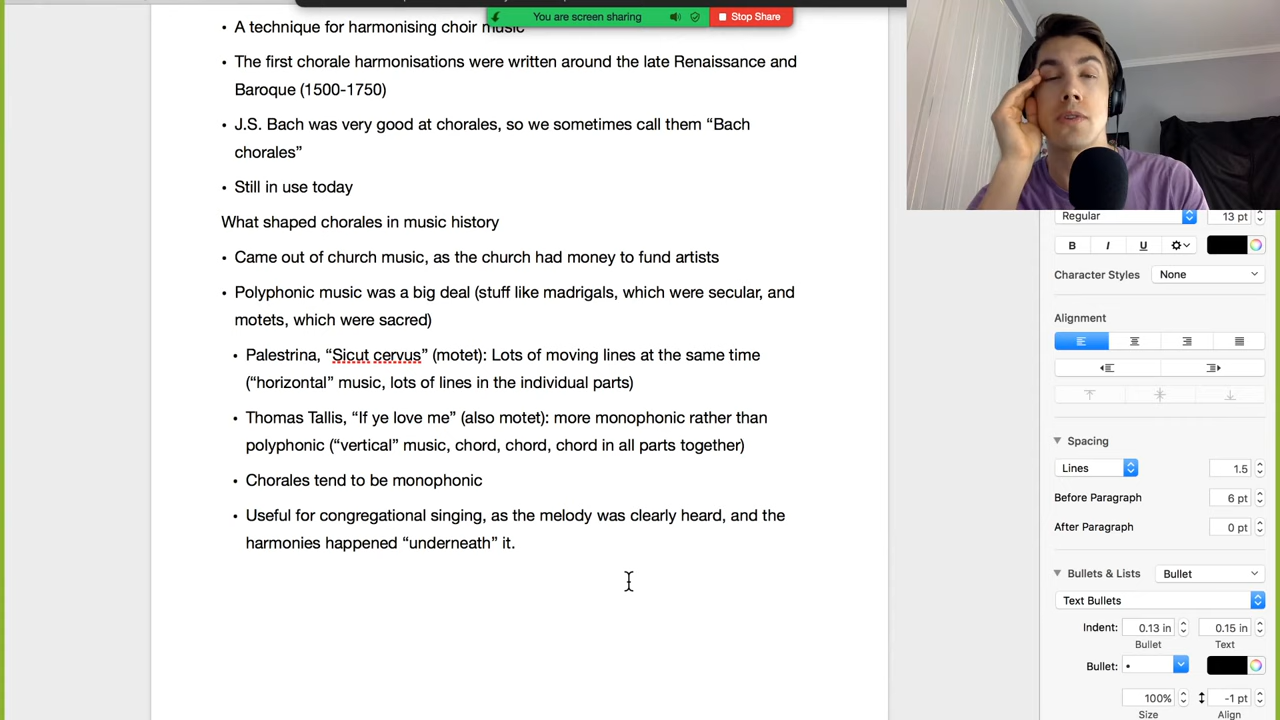 You are screen sharing
Stop Share
• A technique for harmonising choir music
• The first chorale harmonisations were written around the late Renaissance and
Baroque (1500-1750)
• J.S. Bach was very good at chorales, so we sometimes call them “Bach
chorales”
• Still in use today
What shaped chorales in music history
• Came out of church music, as the church had money to fund artists
• Polyphonic music was a big deal (stuff like madrigals, which were secular, and
motets, which were sacred)
• Palestrina, “Sicut cervus” (motet): Lots of moving lines at the same time
(“horizontal” music, lots of lines in the individual parts)
• Thomas Tallis, “If ye love me” (also motet): more monophonic rather than
polyphonic (“vertical” music, chord, chord, chord in all parts together)
• Chorales tend to be monophonic
• Useful for congregational singing, as the melody was clearly heard, and the
harmonies happened “underneath” it.
Regular 13 pt
B I U
Character Styles None
Alignment
Spacing
Lines 1.5
Before Paragraph 6 pt
After Paragraph 0 pt
Bullets & Lists Bullet
Text Bullets
Indent: 0.13 in 0.15 in
Bullet Text
Bullet: •
100% -1 pt
Size Align